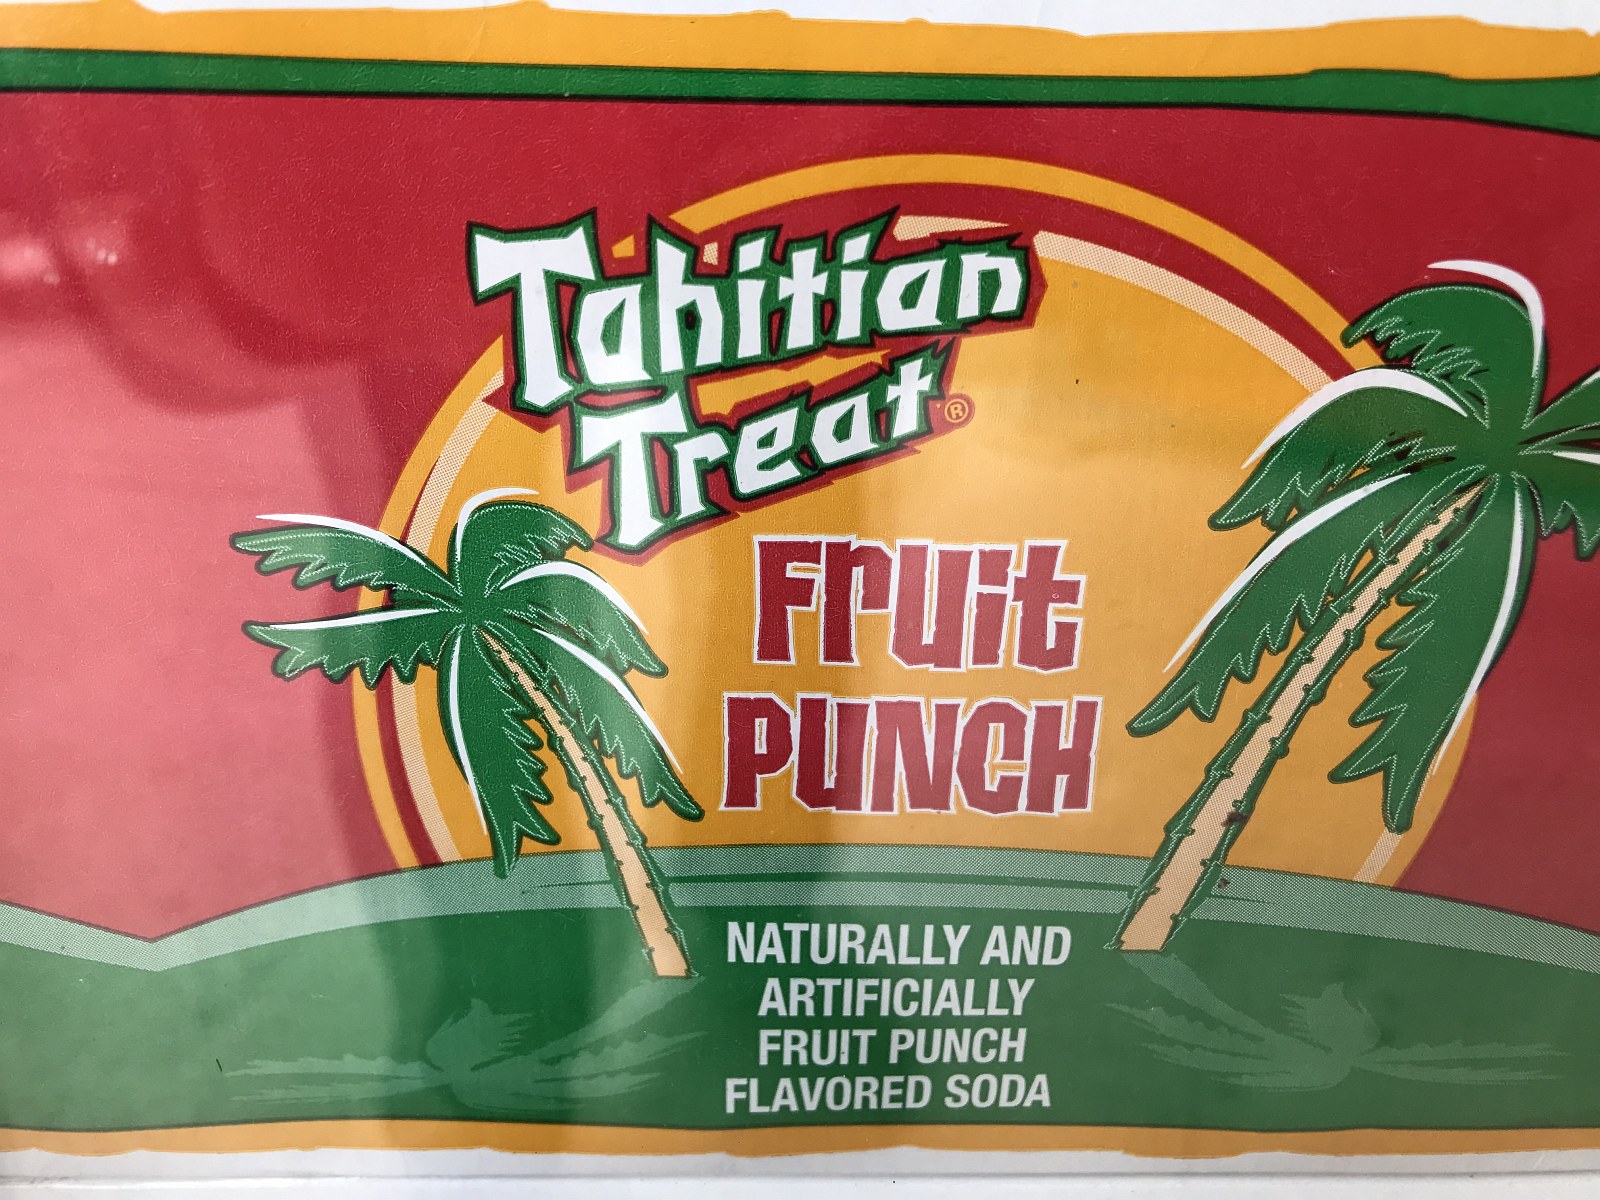 Tahitian
Treat®
Fruit
PUNCH
NATURALLY AND
ARTIFICIALLY
FRUIT PUNCH
FLAVORED SODA